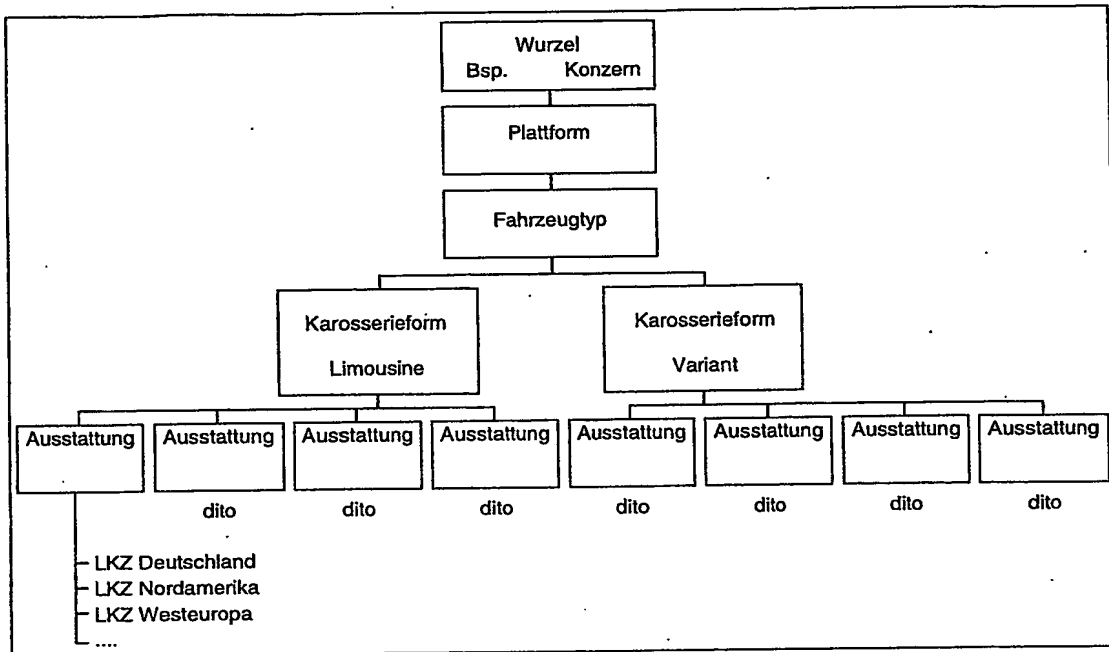 Wurzel
Bsp. Konzern
Plattform
Fahrzeugtyp
Karosserieform
Limousine
Karosserieform
Variant
Ausstattung
Ausstattung
Ausstattung
Ausstattung
Ausstattung
Ausstattung
Ausstattung
Ausstattung
dito
dito
dito
dito
dito
dito
dito
LKZ Deutschland
LKZ Nordamerika
LKZ Westeuropa
....